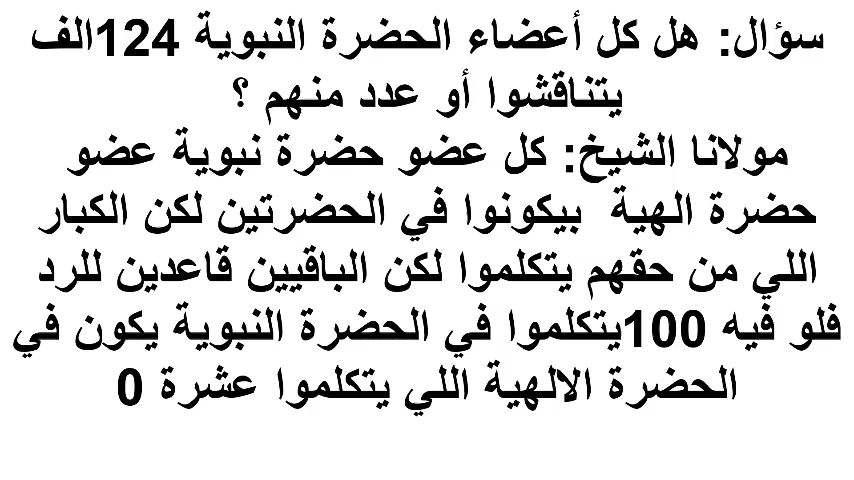 سؤال: هل كل أعضاء الحضرة النبوية 124الف
يتناقشوا أو عدد منهم ؟
مولانا الشيخ: كل عضو حضرة نبوية عضو
حضرة الهية بيكونوا في الحضرتين لكن الكبار
اللي من حقهم يتكلموا لكن الباقيين قاعدين للرد
فلو فيه 100يتكلموا في الحضرة النبوية يكون في
الحضرة الالهية اللي يتكلموا عشرة 0